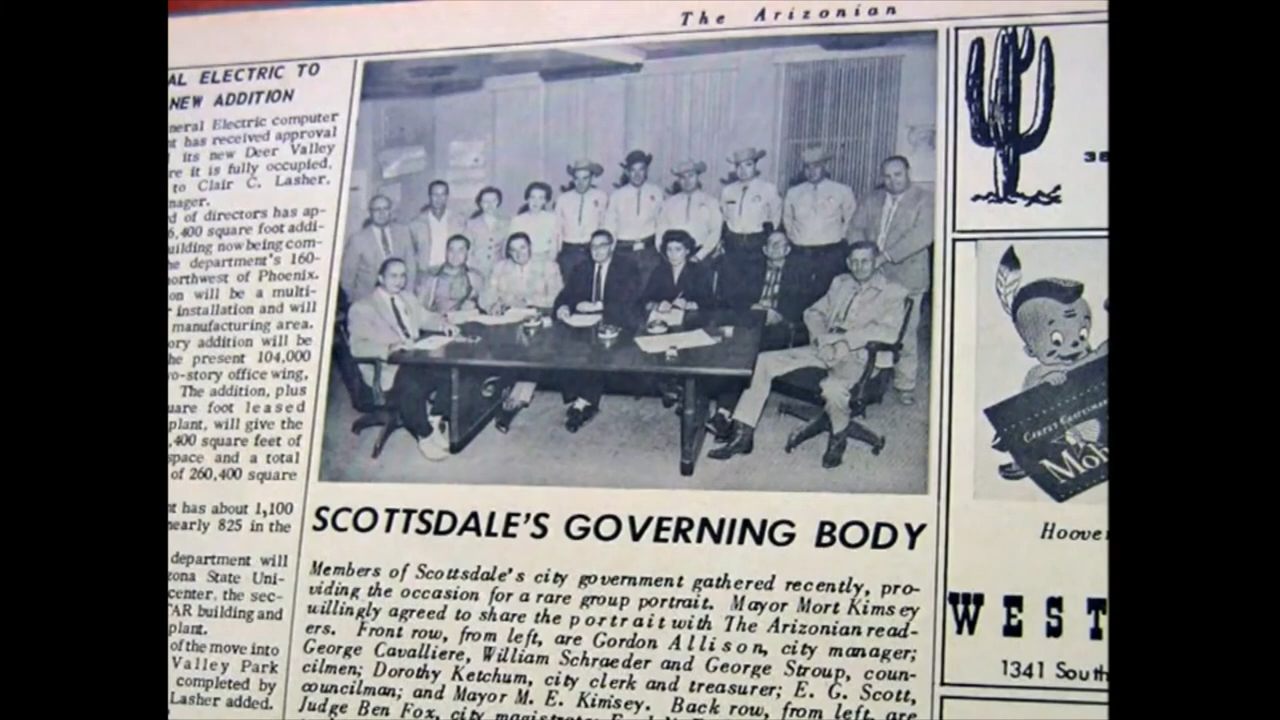 The Arizonian
AL ELECTRIC TO
NEW ADDITION
neral Electric computer
t has received approval
its new Deer Valley
re it is fully occupied,
to Clair C. Lasher,
nager.
d of directors has ap-
6,400 square foot addi-
uilding now being com-
he department's 160-
orthwest of Phoenix.
on will be a multi-
r installation and will
manufacturing area.
ory addition will be
he present 104,000
vo-story office wing.
The addition, plus
uare foot leased
plant, will give the
,400 square feet of
space and a total
of 260,400 square
t has about 1,100
nearly 825 in the
department will
zona State Uni-
center, the sec-
TAR building and
plant.
of the move into
Valley Park
completed by
Lasher added.
SCOTTSDALE'S GOVERNING BODY
Members of Scottsdale's city government gathered recently, pro-
viding the occasion for a rare group portrait. Mayor Mort Kimsey
willingly agreed to share the portrait with The Arizonian read-
ers. Front row, from left, are Gordon Allison, city manager;
George Cavalliere, William Schraeder and George Stroup, coun-
cilmen; Dorothy Ketchum, city clerk and treasurer; E. G. Scott,
councilman; and Mayor M. E. Kimsey. Back row, from left, are
Judge Ben Fox, city magistrate;
38
CARPET CRAFTSMAN
Moh
Hoove
WEST
1341 South